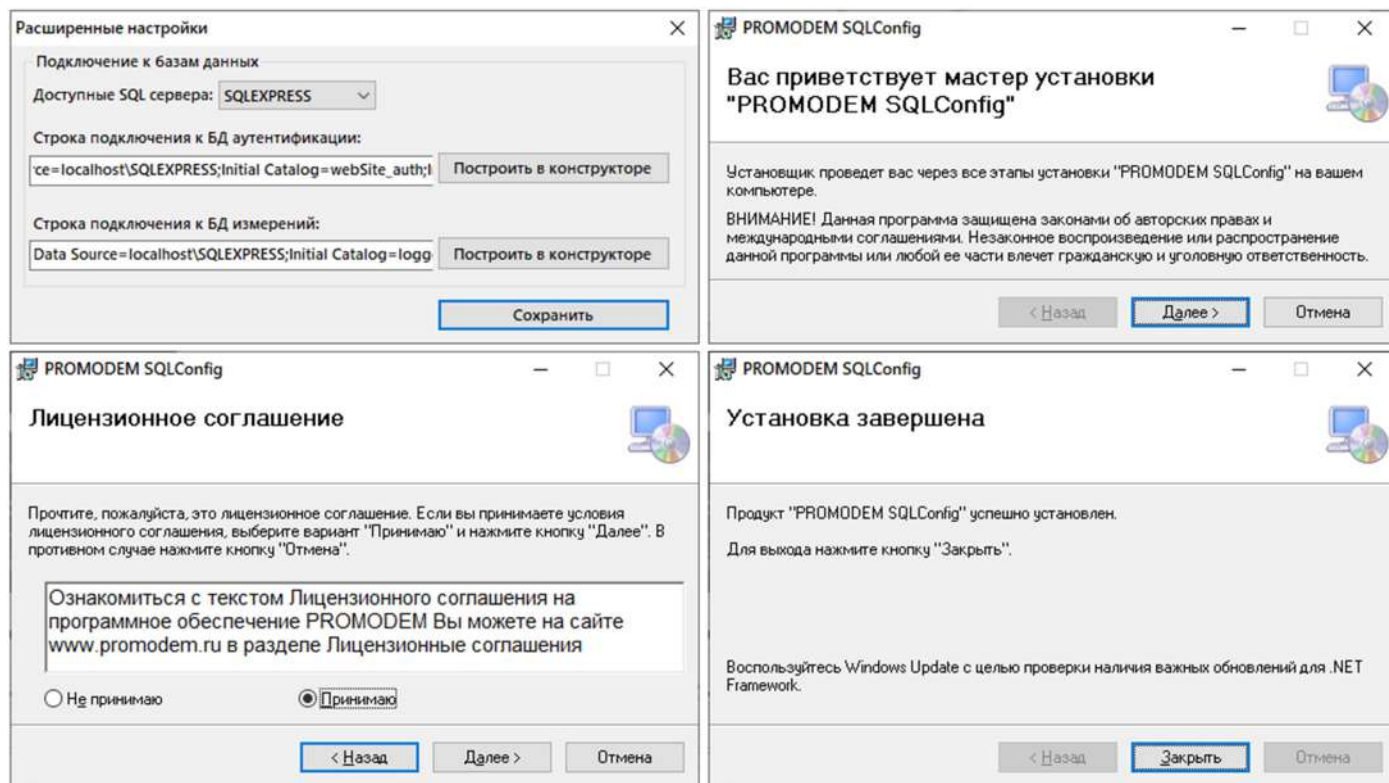 Расширенные настройки
Подключение к базам данных
Доступные SQL сервера: SQLEXPRESS
Строка подключения к БД аутентификации:
ce=localhost\SQLEXPRESS;Initial Catalog=webSite_auth;I Построить в конструкторе
Строка подключения к БД измерений:
Data Source=localhost\SQLEXPRESS;Initial Catalog=logg Построить в конструкторе
Сохранить
PROMODEM SQLConfig
Вас приветствует мастер установки
"PROMODEM SQLConfig"
Установщик проведет вас через все этапы установки "PROMODEM SQLConfig" на вашем
компьютере.
ВНИМАНИЕ! Данная программа защищена законами об авторских правах и
международными соглашениями. Незаконное воспроизведение или распространение
данной программы или любой ее части влечет гражданскую и уголовную ответственность.
< Назад Далее > Отмена
PROMODEM SQLConfig
Лицензионное соглашение
Прочтите, пожалуйста, это лицензионное соглашение. Если вы принимаете условия
лицензионного соглашения, выберите вариант "Принимаю" и нажмите кнопку "Далее". В
противном случае нажмите кнопку "Отмена".
Ознакомиться с текстом Лицензионного соглашения на
программное обеспечение PROMODEM Вы можете на сайте
www.promodem.ru в разделе Лицензионные соглашения
Не принимаю Принимаю
< Назад Далее > Отмена
PROMODEM SQLConfig
Установка завершена
Продукт "PROMODEM SQLConfig" успешно установлен.
Для выхода нажмите кнопку "Закрыть".
Воспользуйтесь Windows Update с целью проверки наличия важных обновлений для .NET
Framework.
< Назад Закрыть Отмена